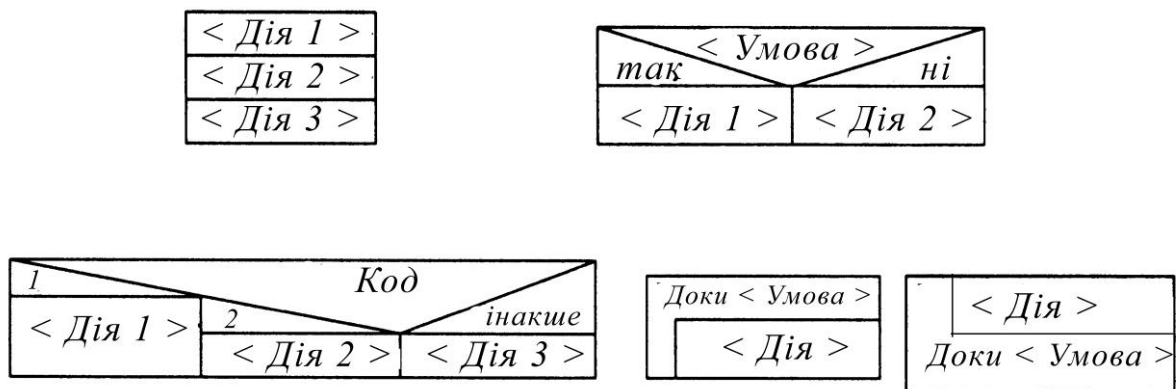 < Дія 1 >
< Дія 2 >
< Дія 3 >
< Умова >
так ні
< Дія 1 > < Дія 2 >
1 Код
2 інакше
< Дія 1 >
< Дія 2 > < Дія 3 >
Доки < Умова >
< Дія >
< Дія >
Доки < Умова >